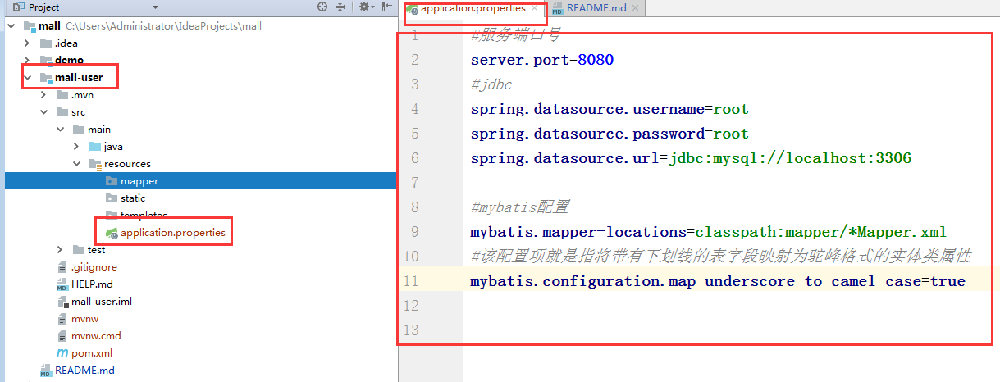 Project
mall C:\Users\Administrator\IdeaProjects\mall
.idea
demo
mall-user
.mvn
src
main
java
resources
mapper
static
templates
application.properties
test
.gitignore
HELP.md
mall-user.iml
mvnw
mvnw.cmd
pom.xml
README.md
application.properties
README.md
1 #服务端口号
2 server.port=8080
3 #jdbc
4 spring.datasource.username=root
5 spring.datasource.password=root
6 spring.datasource.url=jdbc:mysql://localhost:3306
7
8 #mybatis配置
9 mybatis.mapper-locations=classpath:mapper/*Mapper.xml
10 #该配置项就是指将带有下划线的表字段映射为驼峰格式的实体类属性
11 mybatis.configuration.map-underscore-to-camel-case=true
12
13